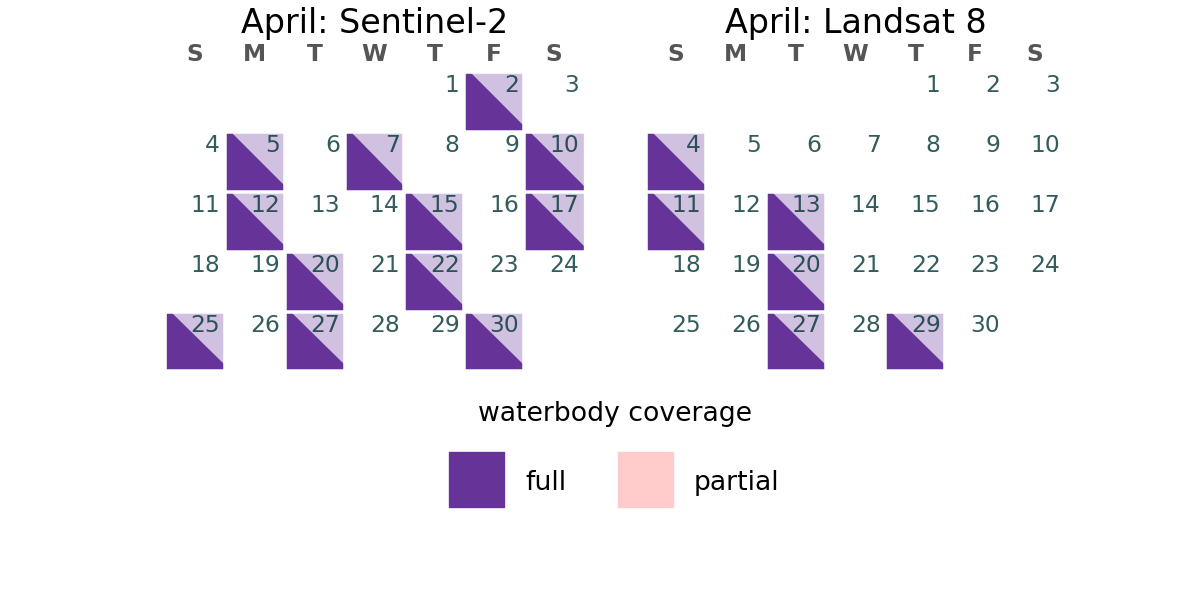 April: Sentinel-2
S M T W T F S
1 2 3
4 5 6 7 8 9 10
11 12 13 14 15 16 17
18 19 20 21 22 23 24
25 26 27 28 29 30
April: Landsat 8
S M T W T F S
1 2 3
4 5 6 7 8 9 10
11 12 13 14 15 16 17
18 19 20 21 22 23 24
25 26 27 28 29 30
waterbody coverage
full partial